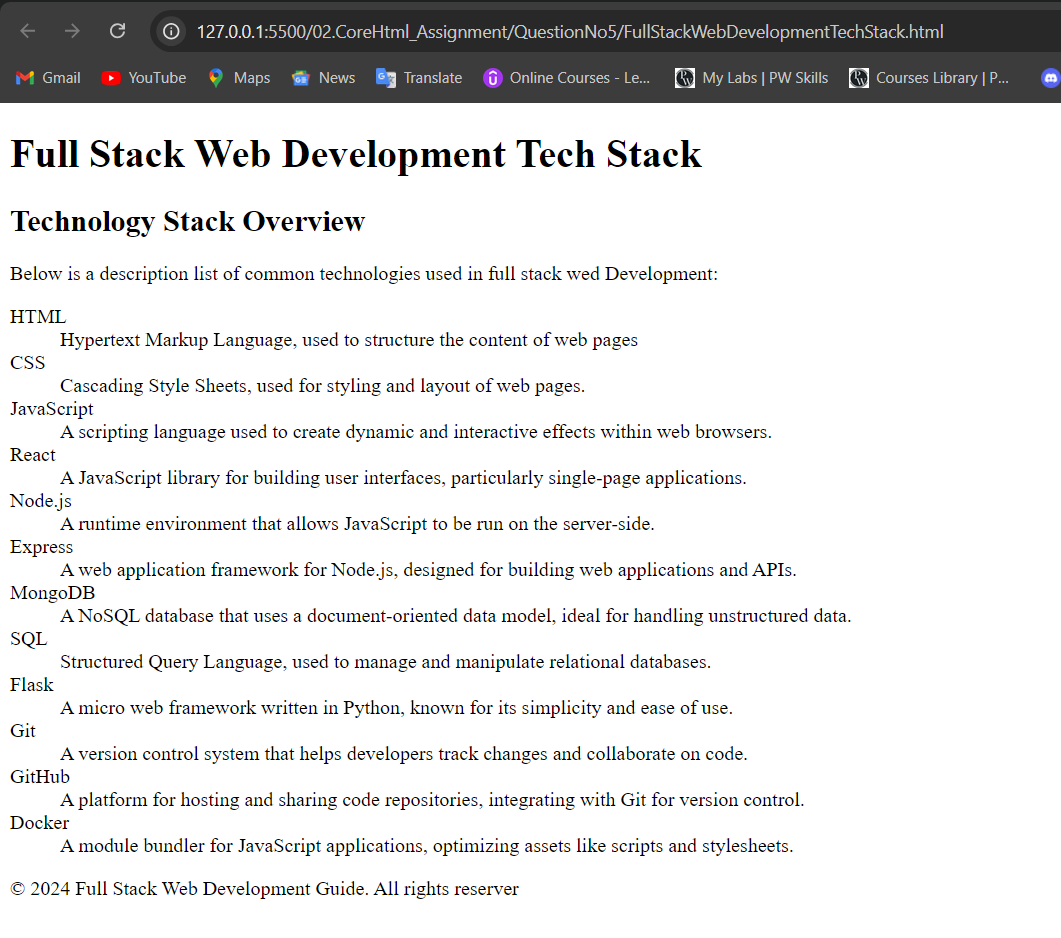 127.0.0.1:5500/02.CoreHtml_Assignment/QuestionNo5/FullStackWebDevelopmentTechStack.html
Gmail YouTube Maps News Translate Online Courses - Le... My Labs | PW Skills Courses Library | P...
Full Stack Web Development Tech Stack
Technology Stack Overview
Below is a description list of common technologies used in full stack wed Development:
HTML
Hypertext Markup Language, used to structure the content of web pages
CSS
Cascading Style Sheets, used for styling and layout of web pages.
JavaScript
A scripting language used to create dynamic and interactive effects within web browsers.
React
A JavaScript library for building user interfaces, particularly single-page applications.
Node.js
A runtime environment that allows JavaScript to be run on the server-side.
Express
A web application framework for Node.js, designed for building web applications and APIs.
MongoDB
A NoSQL database that uses a document-oriented data model, ideal for handling unstructured data.
SQL
Structured Query Language, used to manage and manipulate relational databases.
Flask
A micro web framework written in Python, known for its simplicity and ease of use.
Git
A version control system that helps developers track changes and collaborate on code.
GitHub
A platform for hosting and sharing code repositories, integrating with Git for version control.
Docker
A module bundler for JavaScript applications, optimizing assets like scripts and stylesheets.
© 2024 Full Stack Web Development Guide. All rights reserver